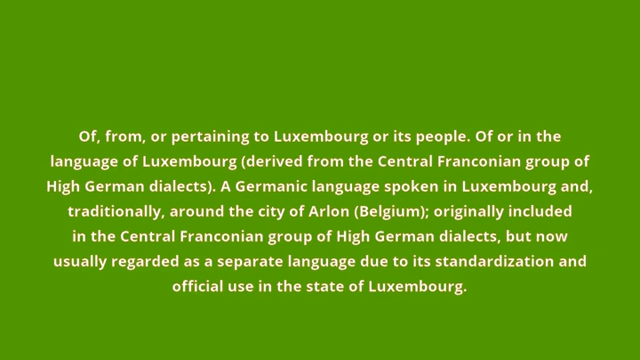 Of, from, or pertaining to Luxembourg or its people. Of or in the
language of Luxembourg (derived from the Central Franconian group of
High German dialects). A Germanic language spoken in Luxembourg and,
traditionally, around the city of Arlon (Belgium); originally included
in the Central Franconian group of High German dialects, but now
usually regarded as a separate language due to its standardization and
official use in the state of Luxembourg.